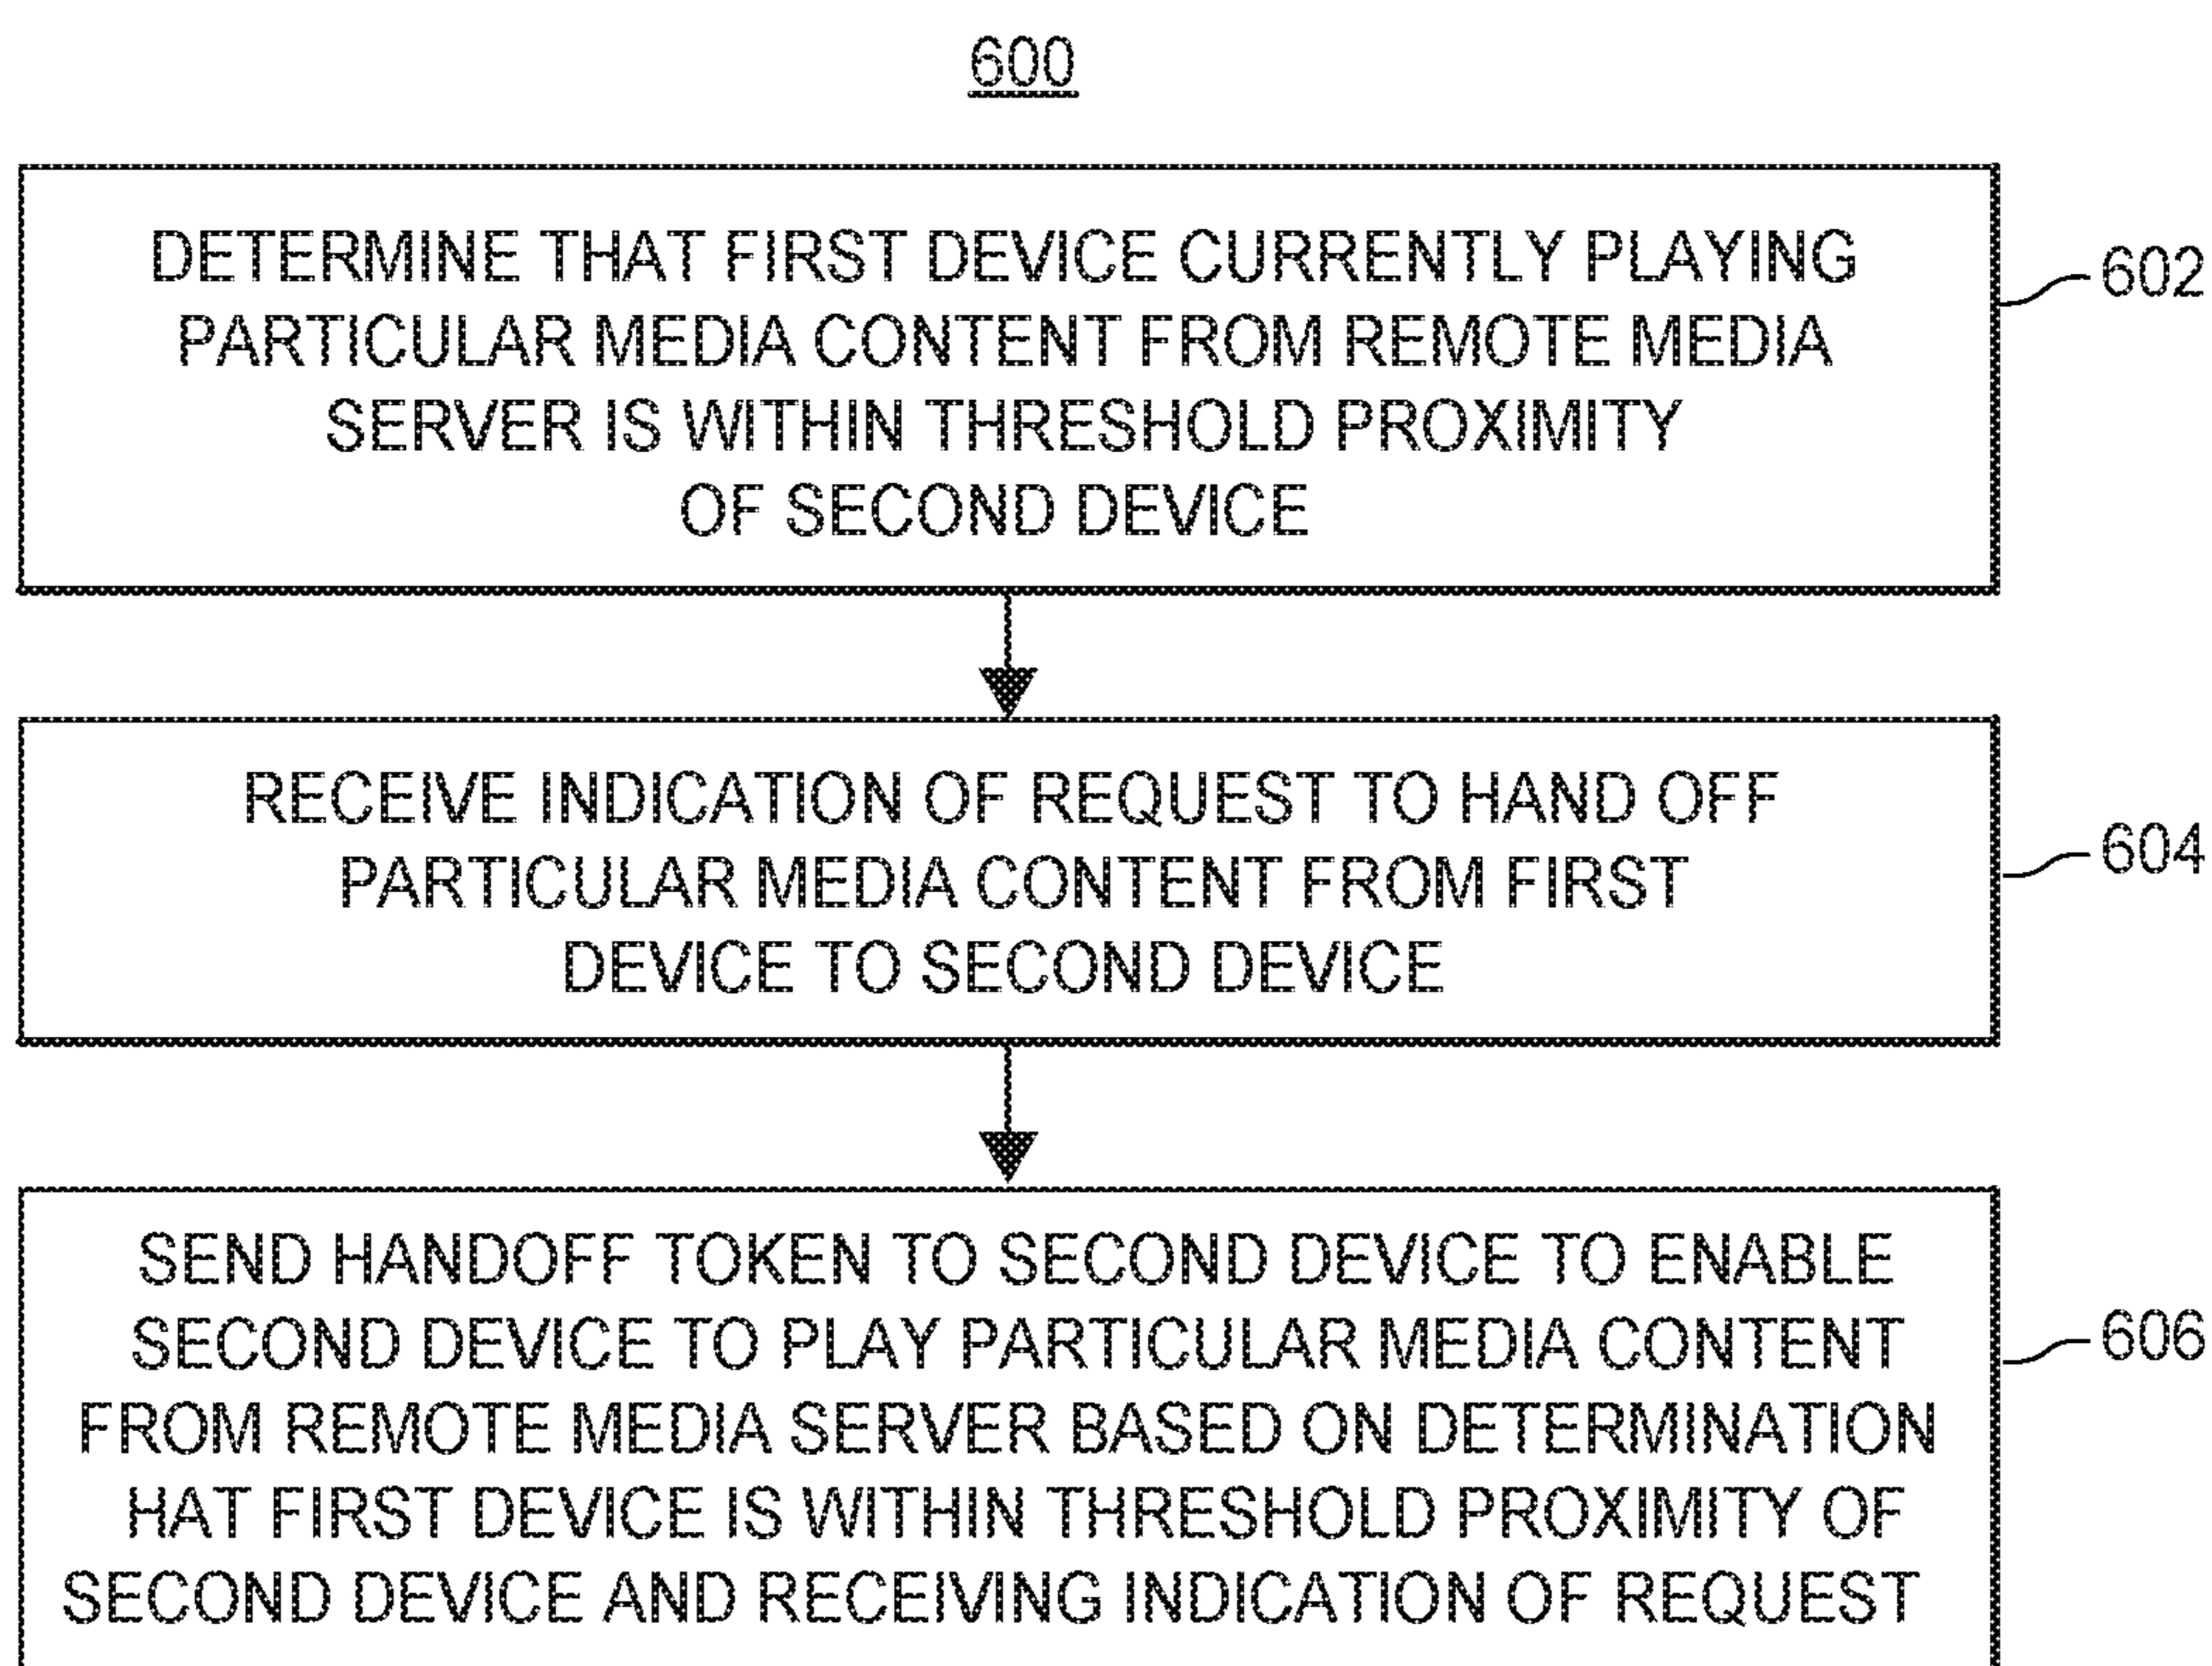 600
DETERMINE THAT FIRST DEVICE CURRENTLY PLAYING
PARTICULAR MEDIA CONTENT FROM REMOTE MEDIA
SERVER IS WITHIN THRESHOLD PROXIMITY
OF SECOND DEVICE
602
RECEIVE INDICATION OF REQUEST TO HAND OFF
PARTICULAR MEDIA CONTENT FROM FIRST
DEVICE TO SECOND DEVICE
604
SEND HANDOFF TOKEN TO SECOND DEVICE TO ENABLE
SECOND DEVICE TO PLAY PARTICULAR MEDIA CONTENT
FROM REMOTE MEDIA SERVER BASED ON DETERMINATION
HAT FIRST DEVICE IS WITHIN THRESHOLD PROXIMITY OF
SECOND DEVICE AND RECEIVING INDICATION OF REQUEST
606